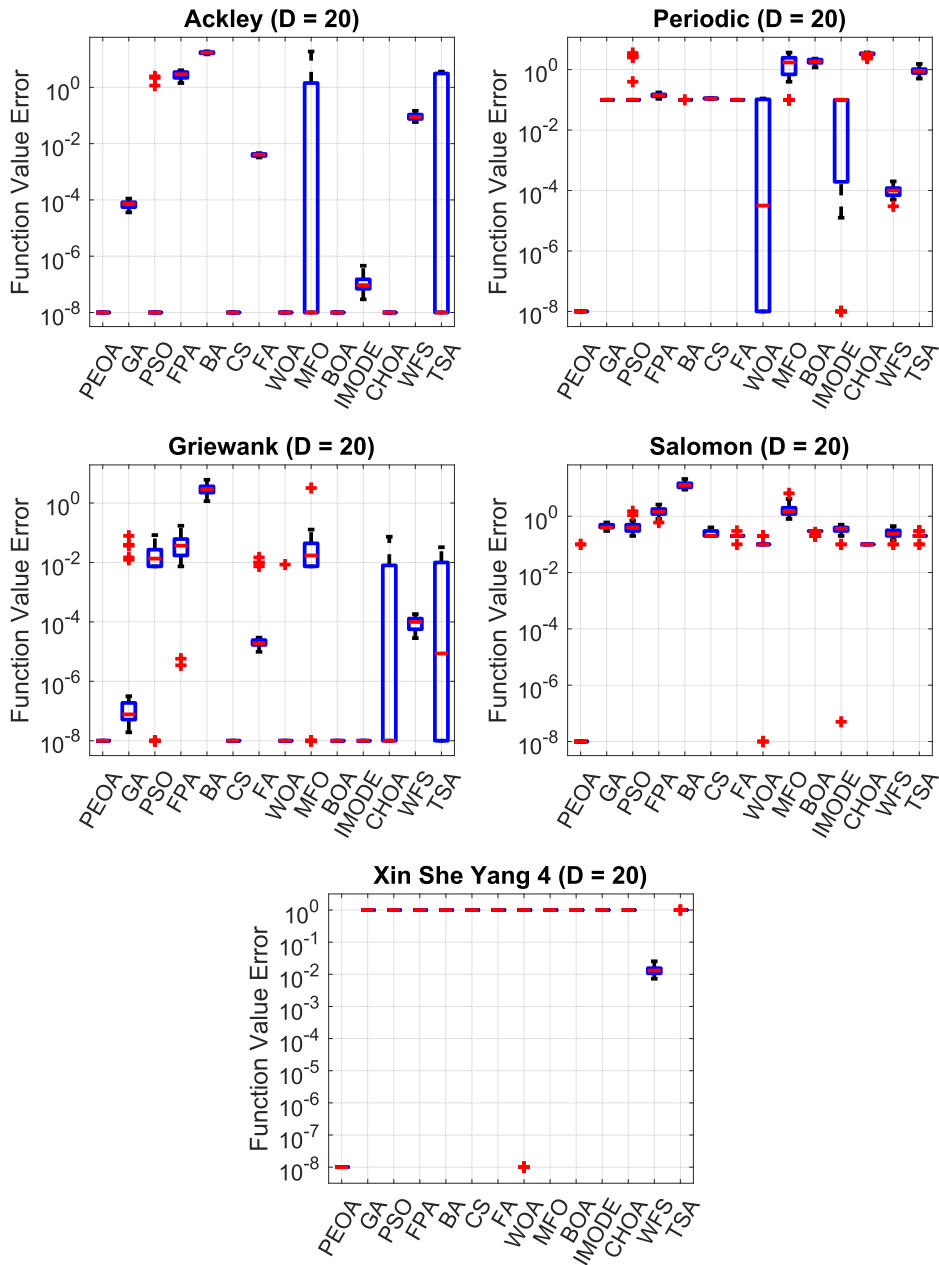 Ackley (D = 20)
Function Value Error
10^0
10^-2
10^-4
10^-6
10^-8
PEOA
GA
PSO
FPA
BA
CS
FA
WOA
MFO
BOA
IMODE
CHOA
WFS
TSA
Periodic (D = 20)
Function Value Error
10^0
10^-2
10^-4
10^-6
10^-8
PEOA
GA
PSO
FPA
BA
CS
FA
WOA
MFO
BOA
IMODE
CHOA
WFS
TSA
Griewank (D = 20)
Function Value Error
10^0
10^-2
10^-4
10^-6
10^-8
PEOA
GA
PSO
FPA
BA
CS
FA
WOA
MFO
BOA
IMODE
CHOA
WFS
TSA
Salomon (D = 20)
Function Value Error
10^0
10^-2
10^-4
10^-6
10^-8
PEOA
GA
PSO
FPA
BA
CS
FA
WOA
MFO
BOA
IMODE
CHOA
WFS
TSA
Xin She Yang 4 (D = 20)
Function Value Error
10^0
10^-1
10^-2
10^-3
10^-4
10^-5
10^-6
10^-7
10^-8
PEOA
GA
PSO
FPA
BA
CS
FA
WOA
MFO
BOA
IMODE
CHOA
WFS
TSA